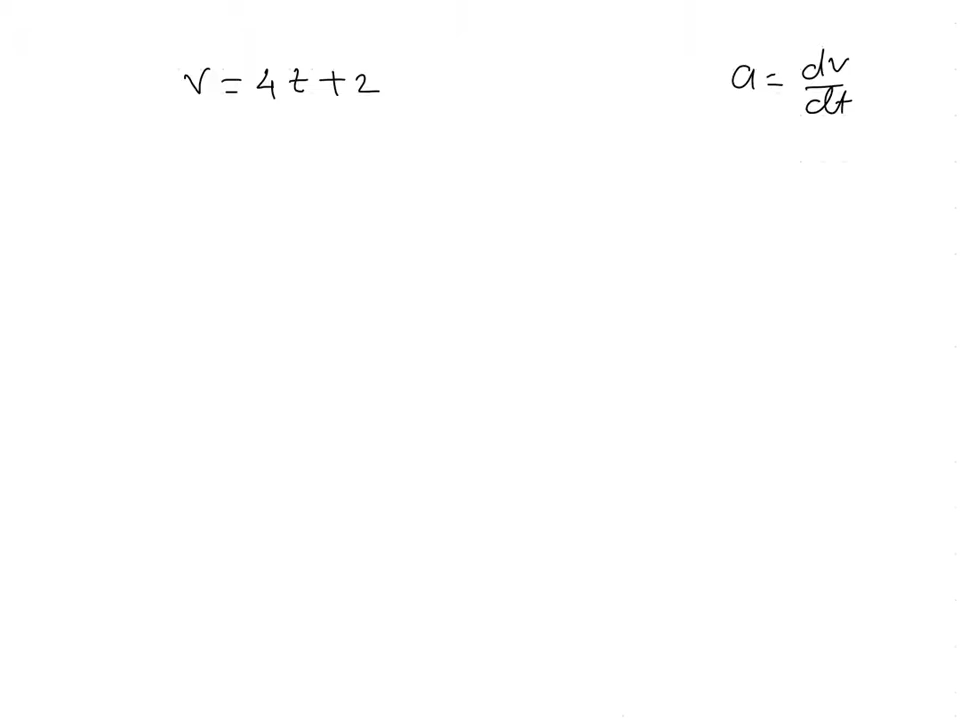 v = 4t + 2
a = dv/dt